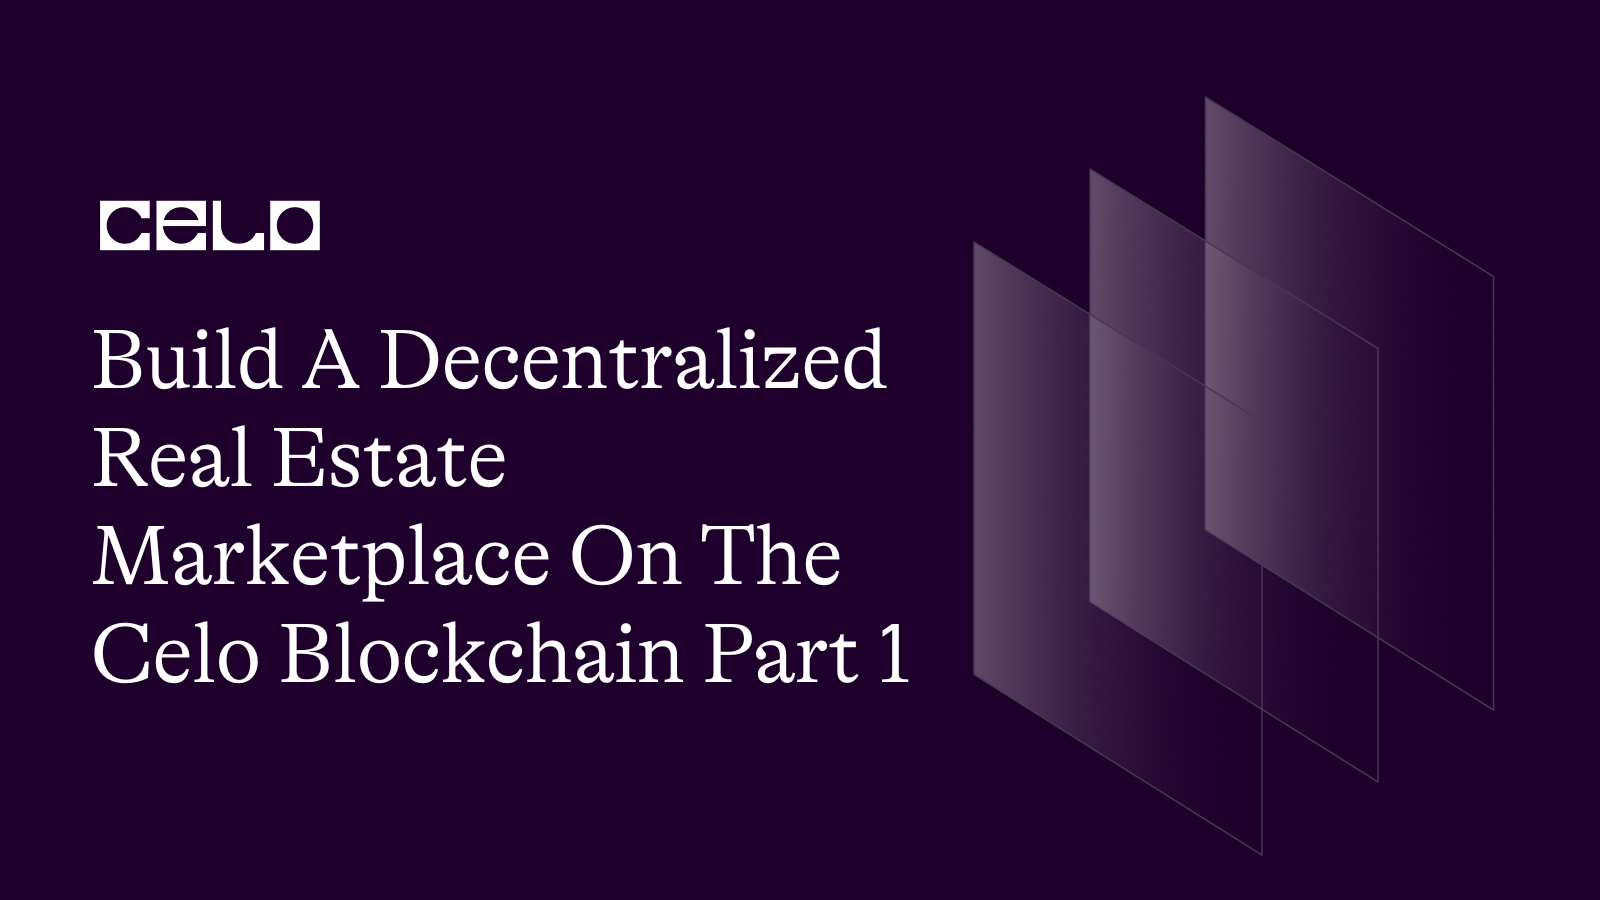 CELO
Build A Decentralized
Real Estate
Marketplace On The
Celo Blockchain Part 1